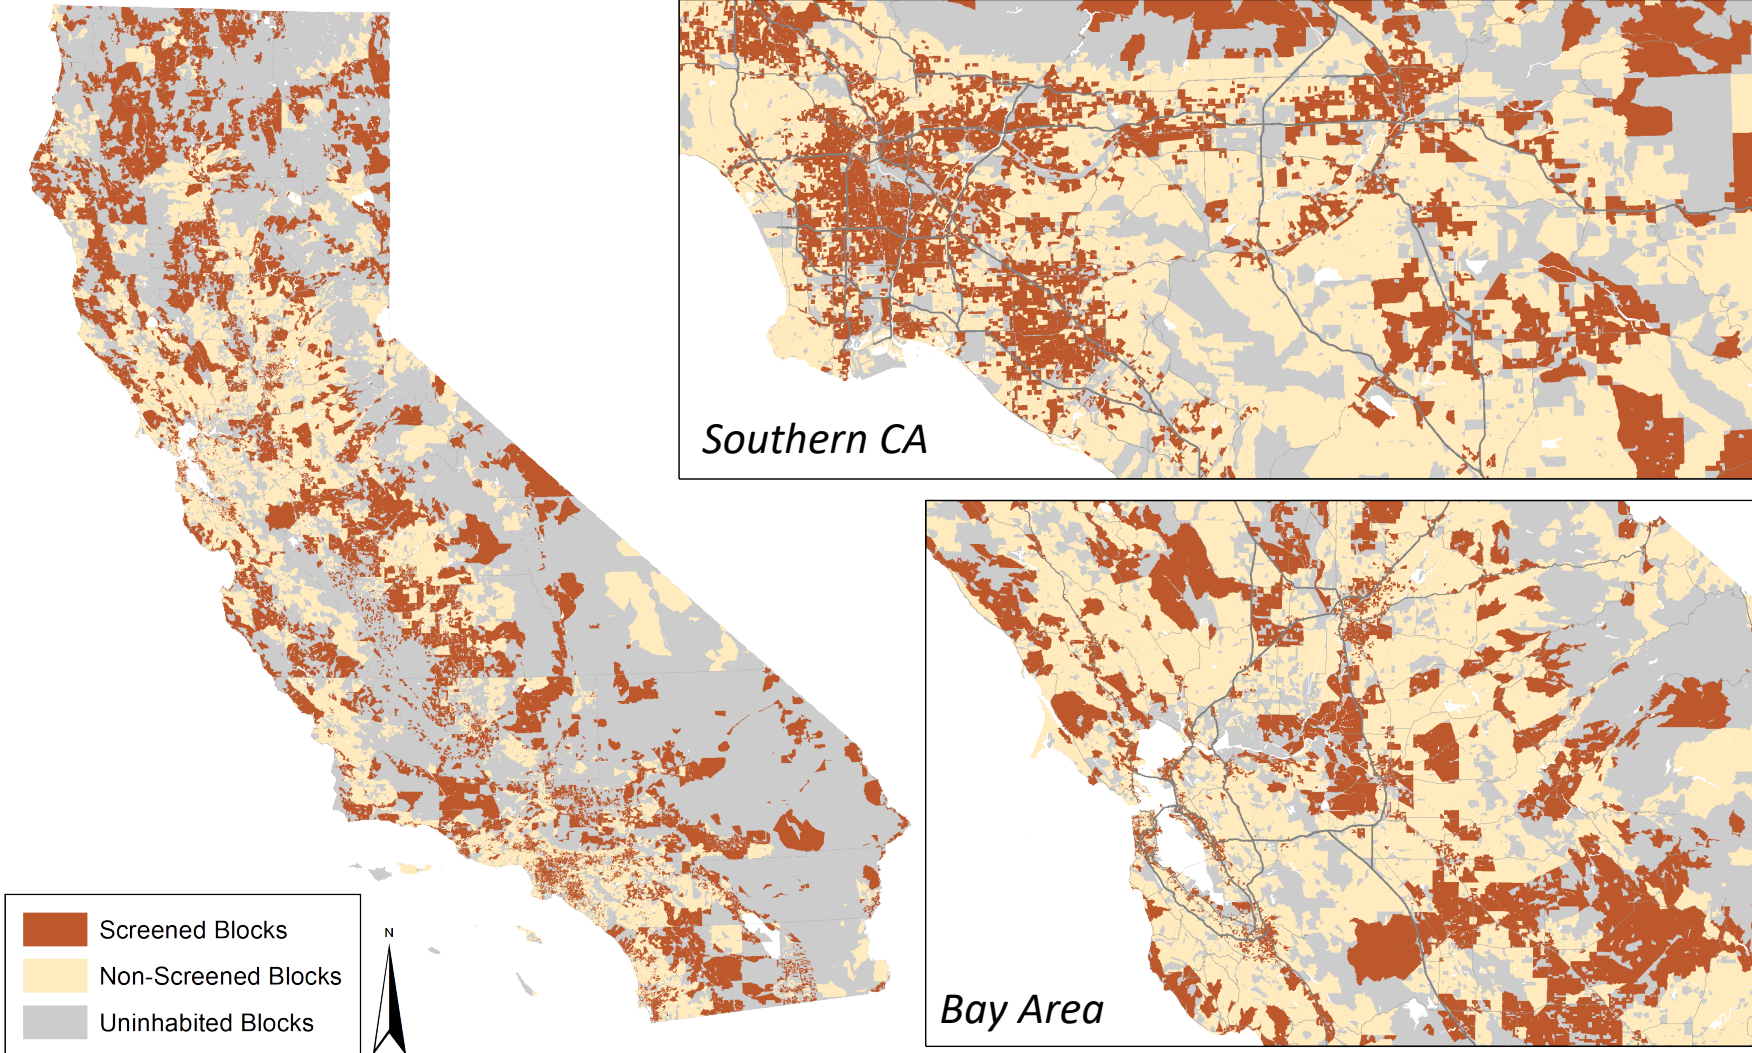 Southern CA
Bay Area
Screened Blocks
Non-Screened Blocks
Uninhabited Blocks
N